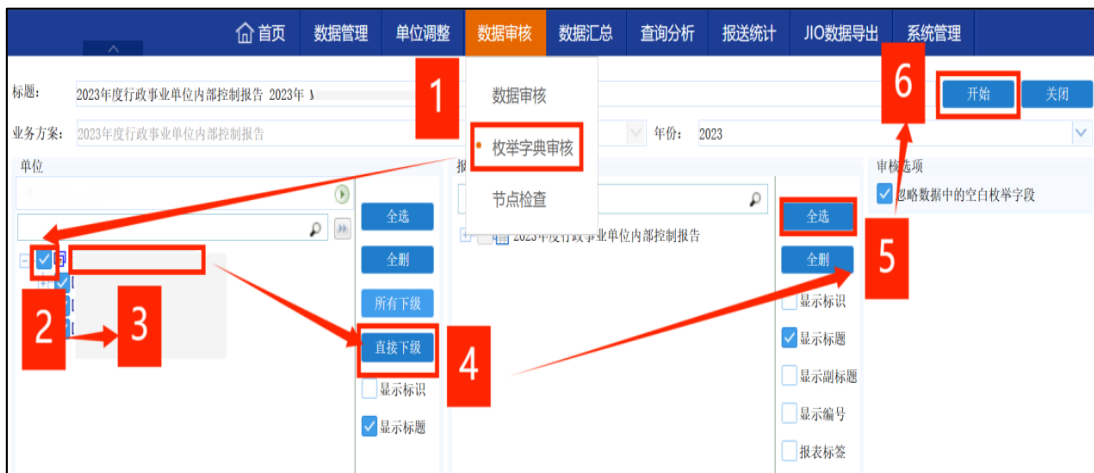 首页 数据管理 单位调整 数据审核 数据汇总 查询分析 报送统计 JIO数据导出 系统管理
1
数据审核
枚举字典审核
节点检查
6
标题: 2023年度行政事业单位内部控制报告 2023年
开始 关闭
业务方案: 2023年度行政事业单位内部控制报告 年份: 2023
单位
审核选项
忽略数据中的空白枚举字段
全选
全删
所有下级
直接下级
显示标识
显示标题
2
3
4
2023年度行政事业单位内部控制报告
全选
全删
5
显示标识
显示标题
显示副标题
显示编号
报表标签